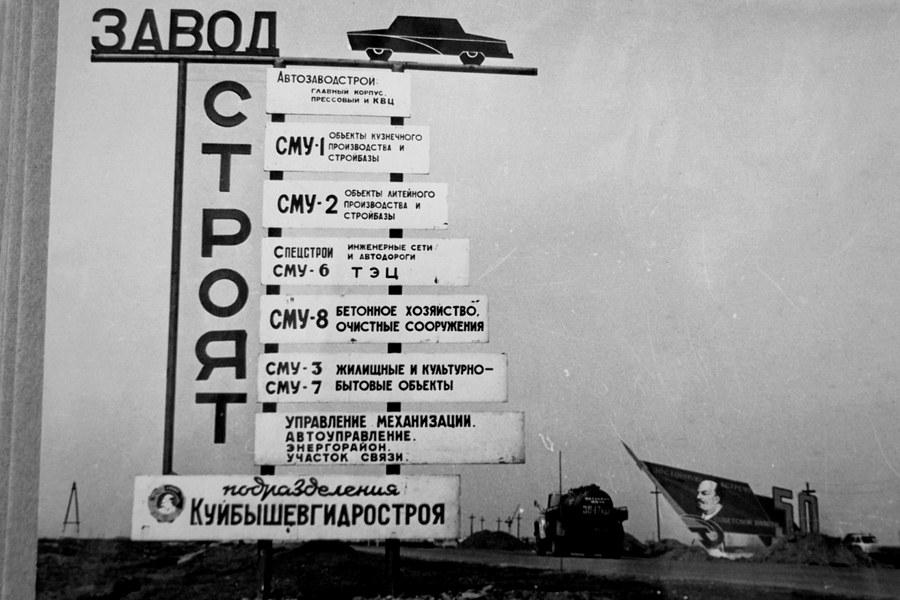 ЗАВОД
СТРОЯТ
АВТОЗАВОДСТРОЙ:
ГЛАВНЫЙ КОРПУС,
ПРЕССОВЫЙ И КВЦ
СМУ-1 ОБЪЕКТЫ КУЗНЕЧНОГО
ПРОИЗВОДСТВА И
СТРОЙБАЗЫ
СМУ-2 ОБЪЕКТЫ ЛИТЕЙНОГО
ПРОИЗВОДСТВА И
СТРОЙБАЗЫ
СПЕЦСТРОЙ ИНЖЕНЕРНЫЕ СЕТИ
И АВТОДОРОГИ
СМУ-6 ТЭЦ
СМУ-8 БЕТОННОЕ ХОЗЯЙСТВО,
ОЧИСТНЫЕ СООРУЖЕНИЯ
СМУ-3 ЖИЛИЩНЫЕ И КУЛЬТУРНО-
СМУ-7 БЫТОВЫЕ ОБЪЕКТЫ
УПРАВЛЕНИЕ МЕХАНИЗАЦИИ.
АВТОУПРАВЛЕНИЕ.
ЭНЕРГОРАЙОН.
УЧАСТОК СВЯЗИ.
подразделения
КУЙБЫШЕВГИДРОСТРОЯ
50